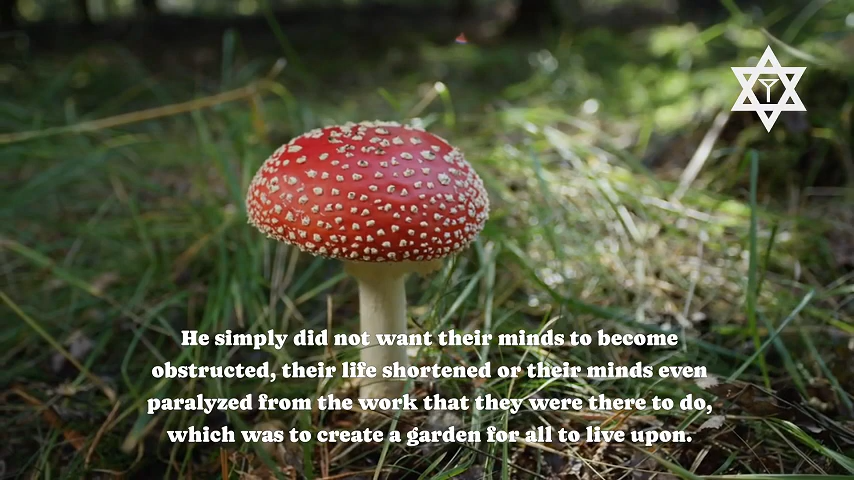 He simply did not want their minds to become
obstructed, their life shortened or their minds even
paralyzed from the work that they were there to do,
which was to create a garden for all to live upon.